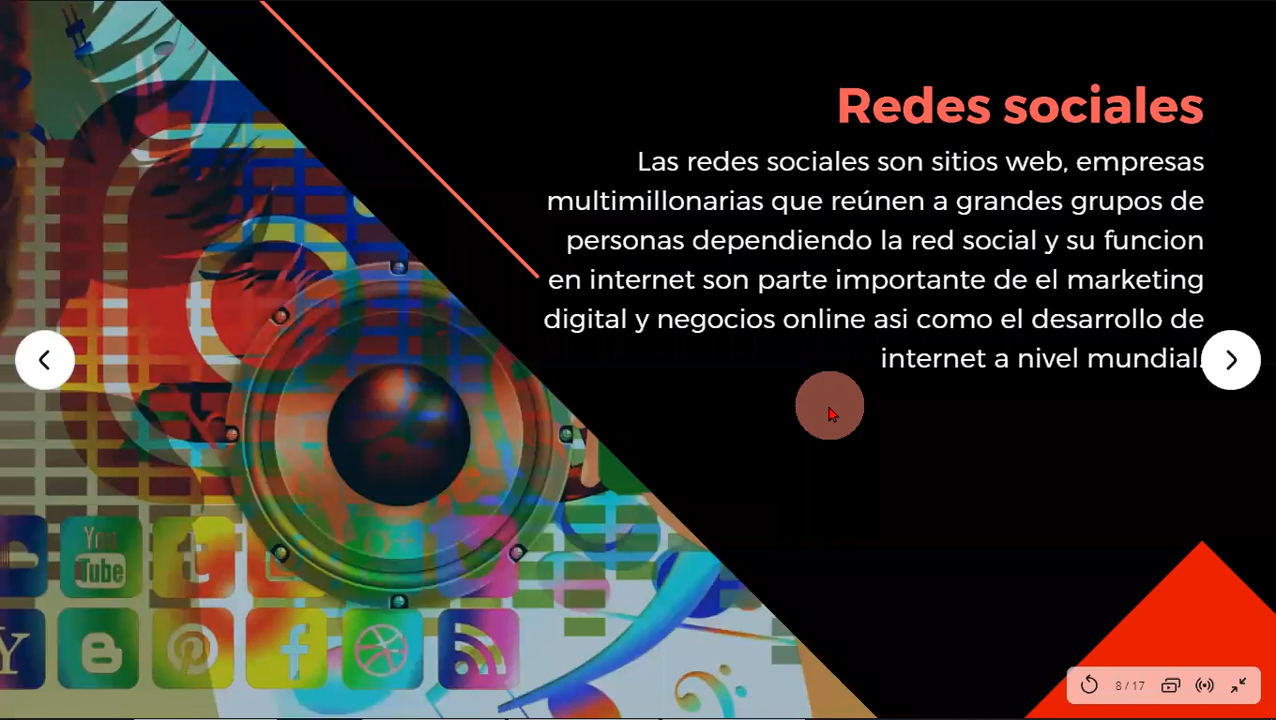 Redes sociales
Las redes sociales son sitios web, empresas
multimillonarias que reúnen a grandes grupos de
personas dependiendo la red social y su funcion
en internet son parte importante de el marketing
digital y negocios online asi como el desarrollo de
internet a nivel mundial.
You
Tube
t
g+
Y
B
f
8 / 17